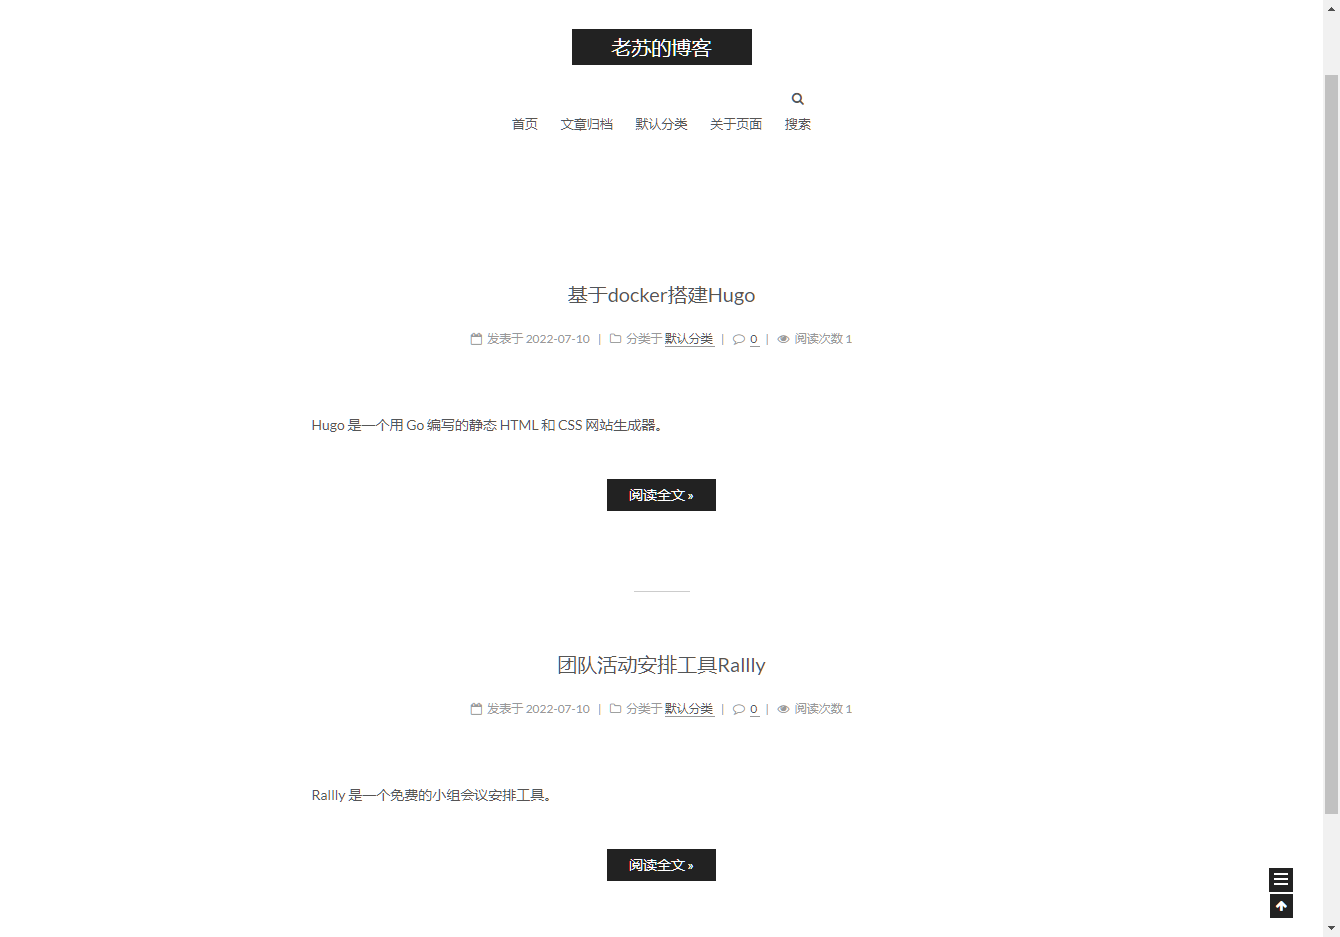 老苏的博客
首页 文章归档 默认分类 关于页面 搜索
基于docker搭建Hugo
发表于 2022-07-10 | 分类于 默认分类 | 0 | 阅读次数 1
Hugo 是一个用 Go 编写的静态 HTML 和 CSS 网站生成器。
阅读全文 »
团队活动安排工具Rallly
发表于 2022-07-10 | 分类于 默认分类 | 0 | 阅读次数 1
Rallly 是一个免费的小组会议安排工具。
阅读全文 »